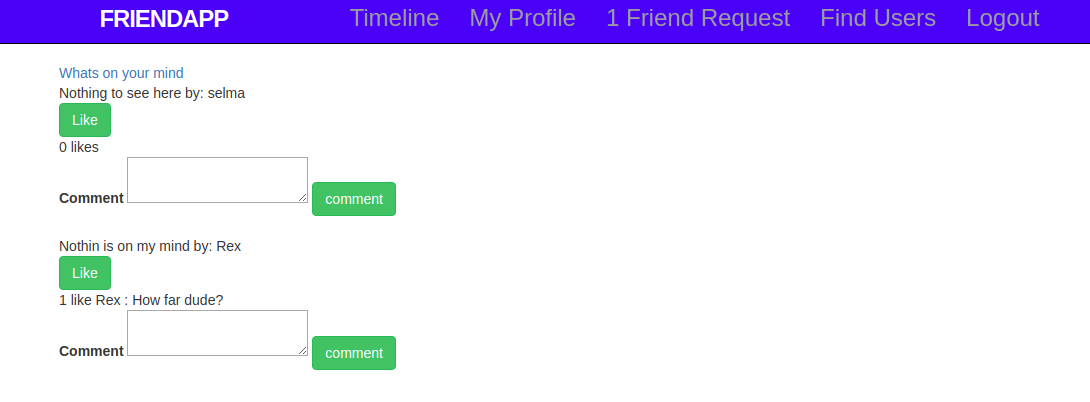 FRIENDAPP Timeline My Profile 1 Friend Request Find Users Logout
Whats on your mind
Nothing to see here by: selma
Like
0 likes
Comment comment
Nothin is on my mind by: Rex
Like
1 like Rex : How far dude?
Comment comment